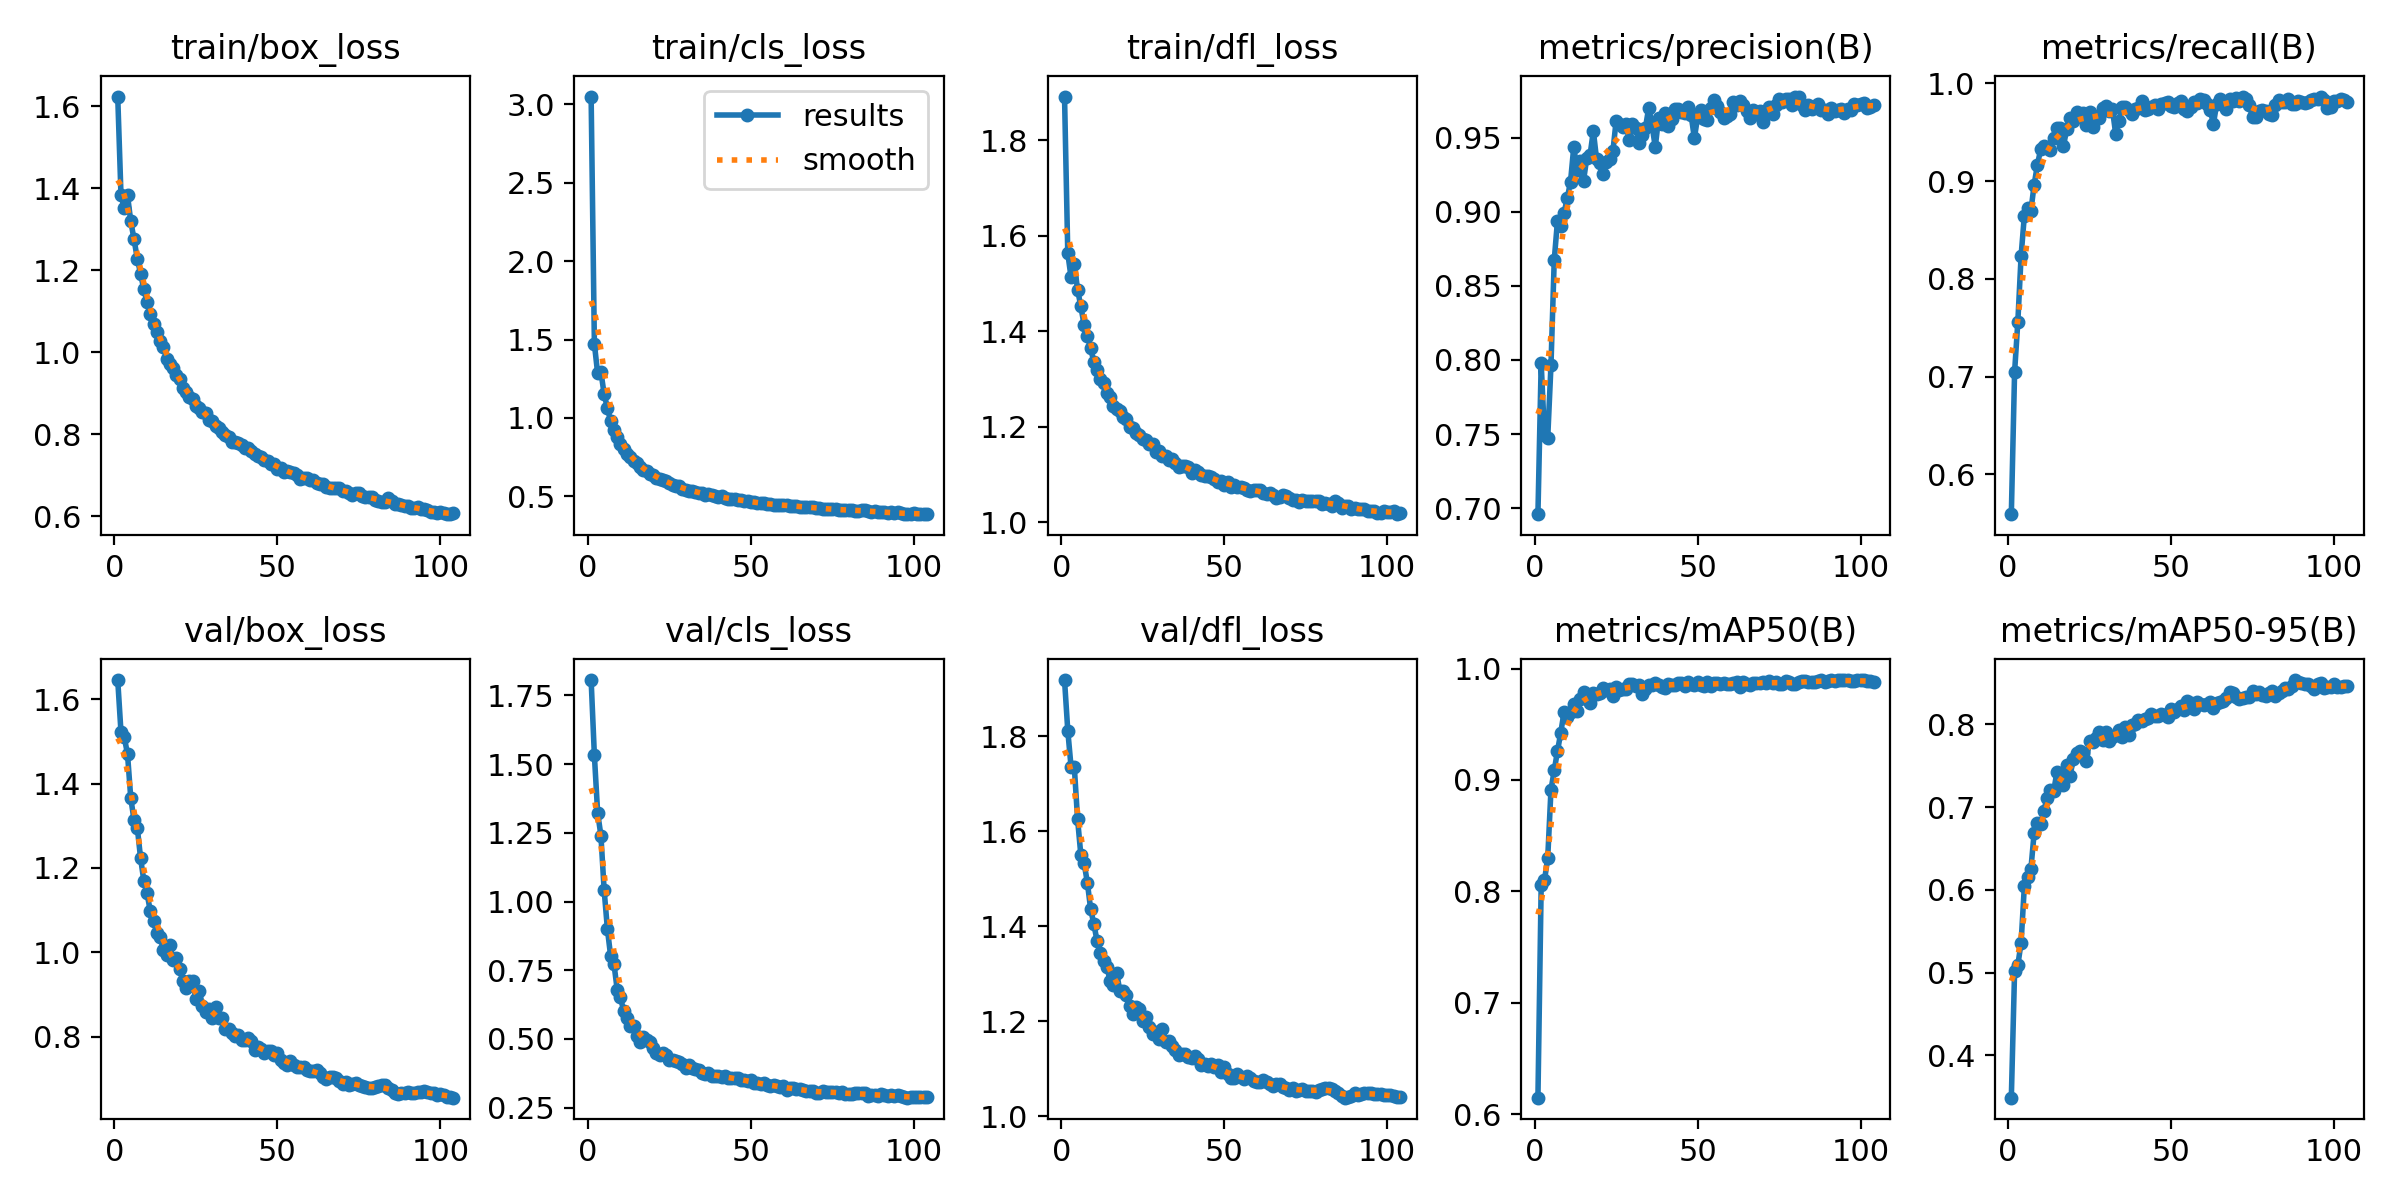 train/box_loss
train/cls_loss
train/dfl_loss
metrics/precision(B)
metrics/recall(B)
1.6
1.4
1.2
1.0
0.8
0.6
0 50 100
results
smooth
3.0
2.5
2.0
1.5
1.0
0.5
0 50 100
1.8
1.6
1.4
1.2
1.0
0 50 100
0.95
0.90
0.85
0.80
0.75
0.70
0 50 100
1.0
0.9
0.8
0.7
0.6
0 50 100
val/box_loss
val/cls_loss
val/dfl_loss
metrics/mAP50(B)
metrics/mAP50-95(B)
1.6
1.4
1.2
1.0
0.8
0 50 100
1.75
1.50
1.25
1.00
0.75
0.50
0.25
0 50 100
1.8
1.6
1.4
1.2
1.0
0 50 100
1.0
0.9
0.8
0.7
0.6
0 50 100
0.8
0.7
0.6
0.5
0.4
0 50 100